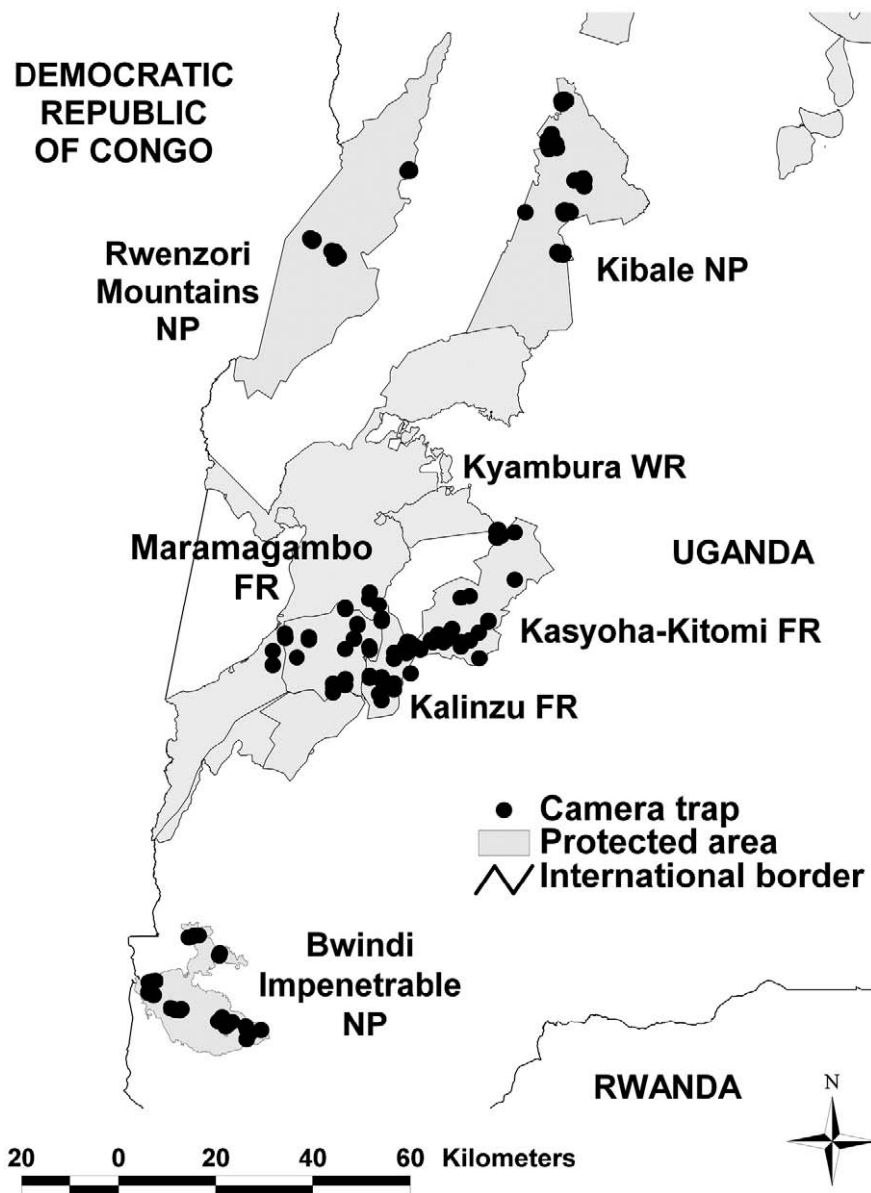 DEMOCRATIC
REPUBLIC
OF CONGO
Rwenzori
Mountains
NP
Kibale NP
Kyambura WR
Maramagambo
FR
UGANDA
Kasyoha-Kitomi FR
Kalinzu FR
Camera trap
Protected area
International border
Bwindi
Impenetrable
NP
RWANDA
N
20 0 20 40 60 Kilometers